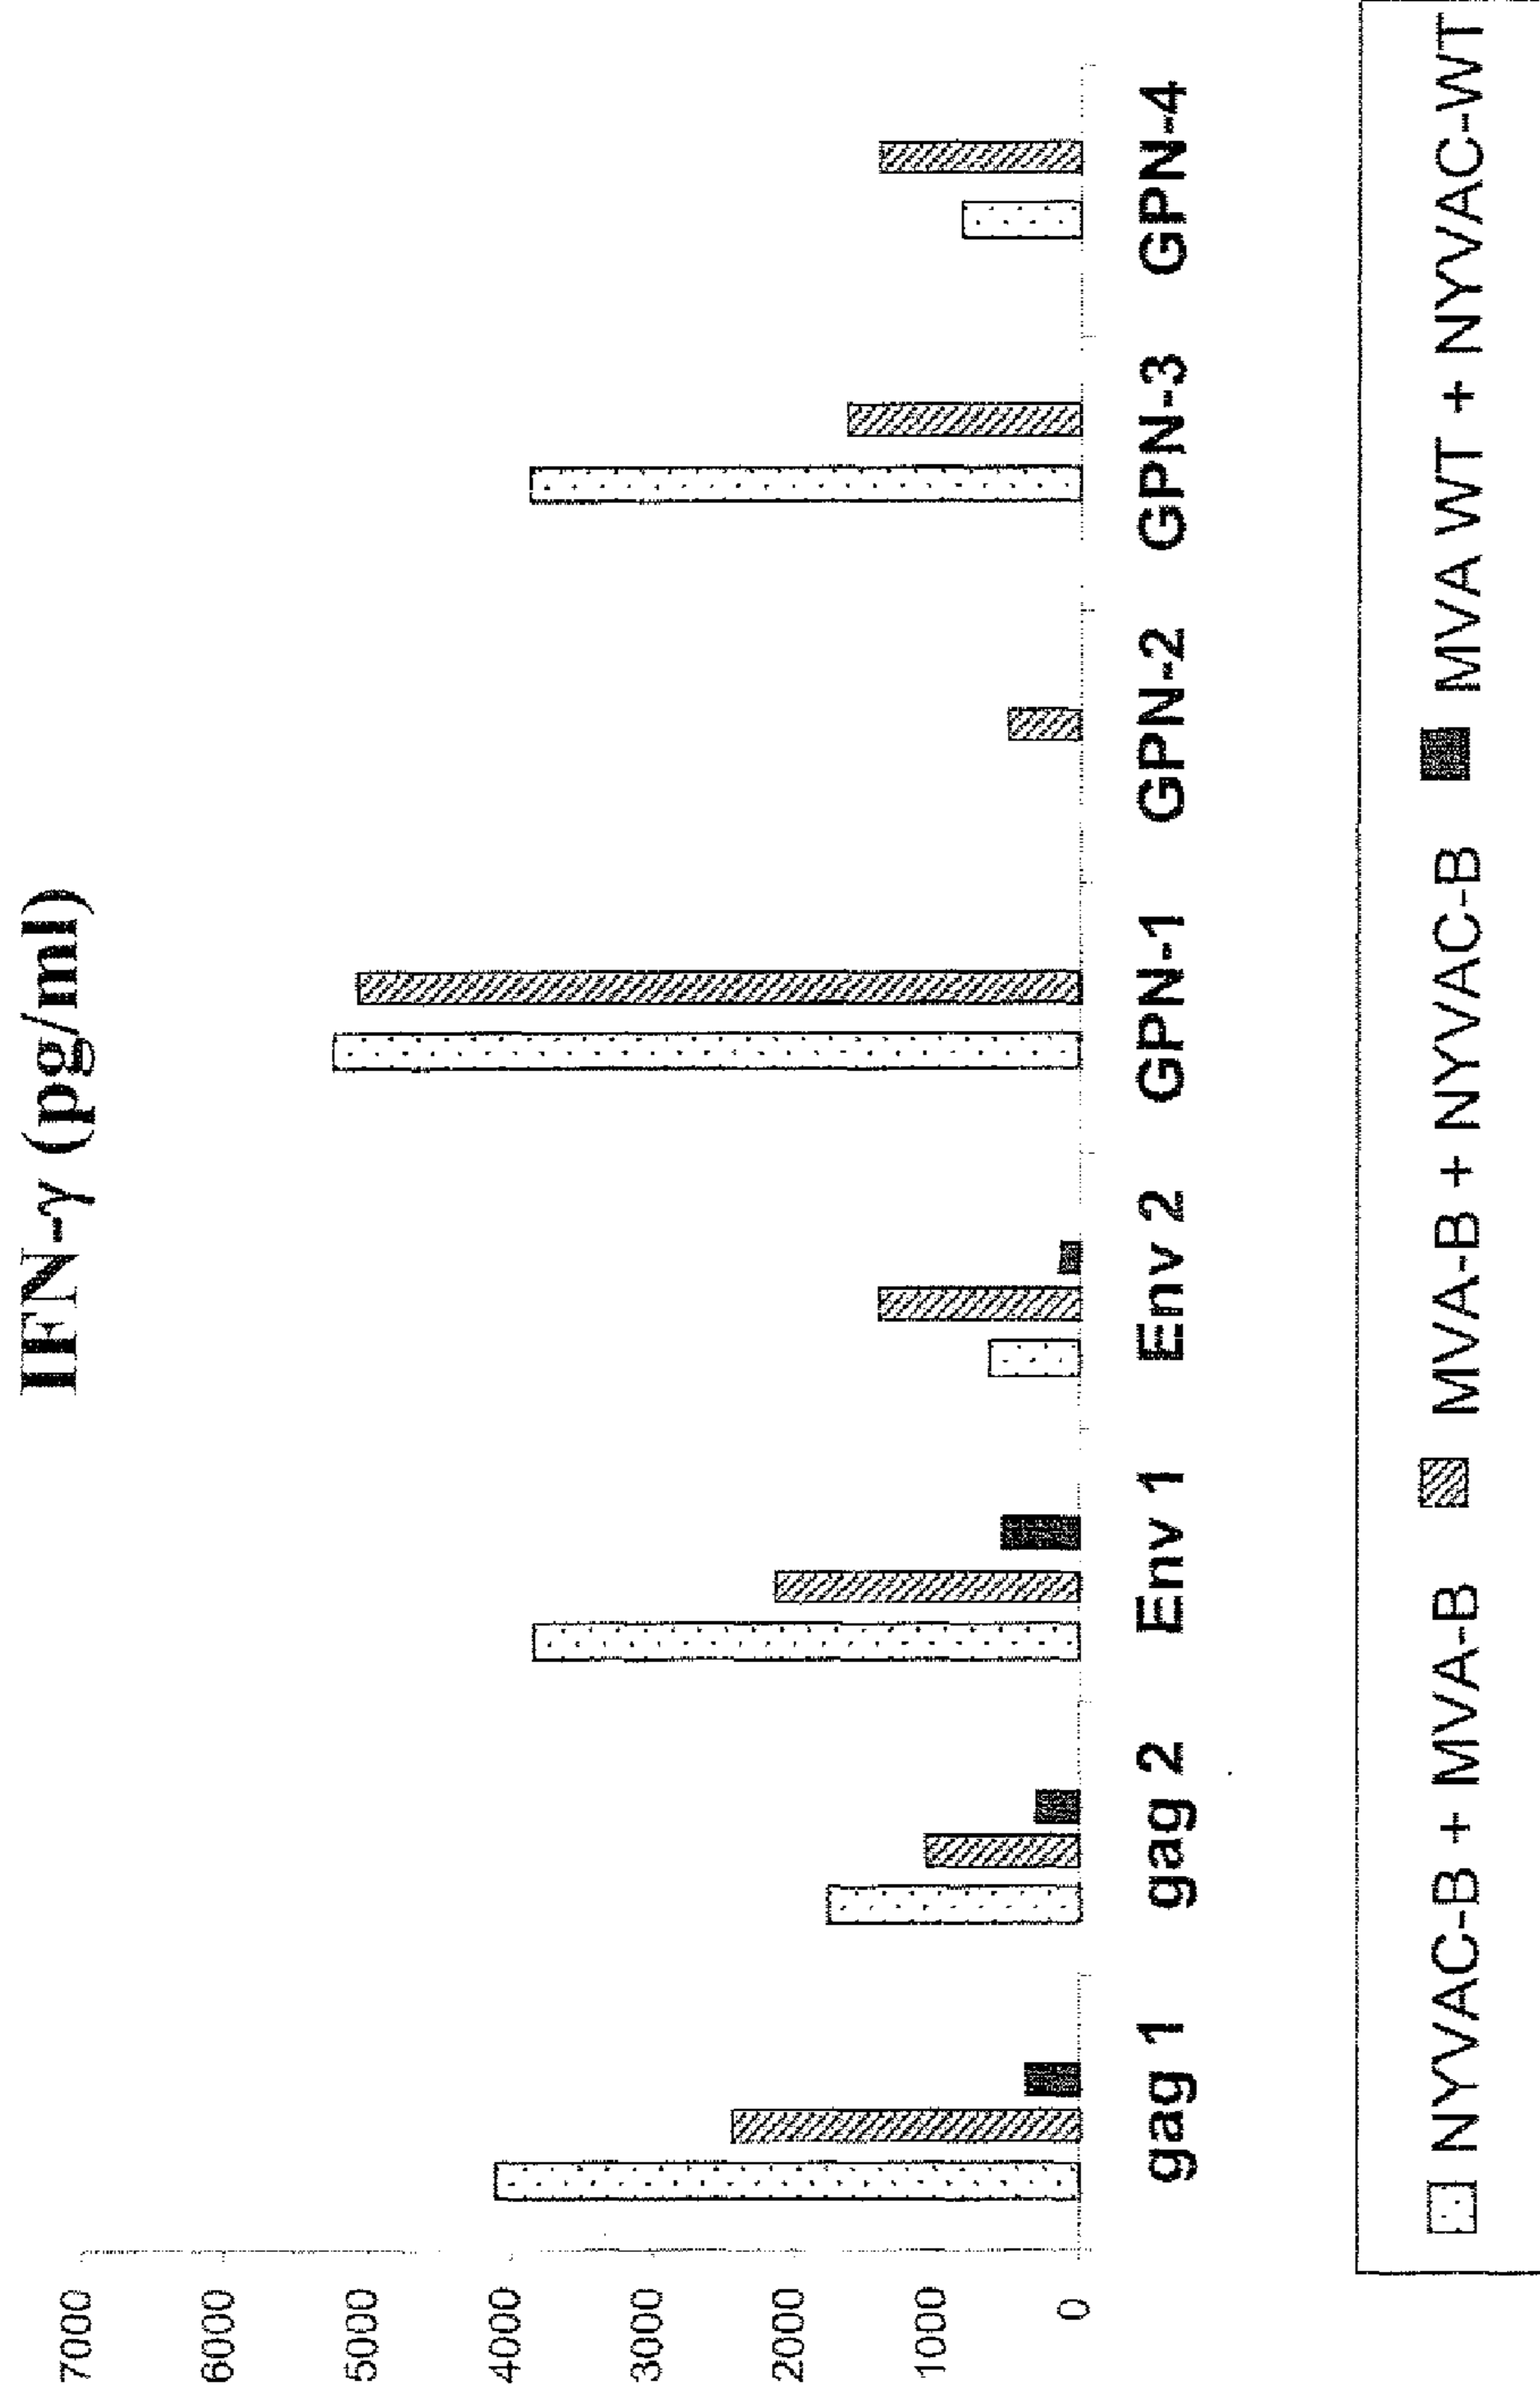 IFN-γ (pg/ml)
7000
6000
5000
4000
3000
2000
1000
0
gag 1 gag 2 Env 1 Env 2 GPN-1 GPN-2 GPN-3 GPN-4
NYVAC-B + MVA-B MVA-B + NYVAC-B MVA WT + NYVAC-WT